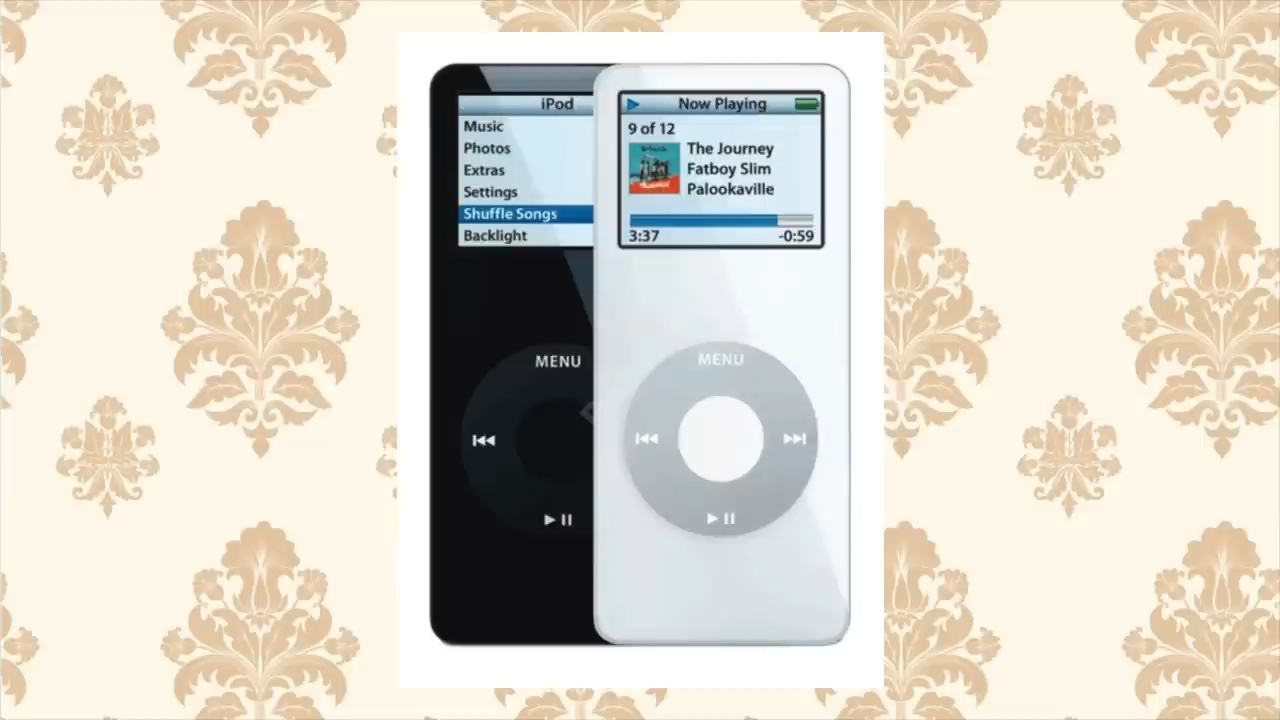 iPod
Music
Photos
Extras
Settings
Shuffle Songs
Backlight
MENU
Now Playing
9 of 12
The Journey
Fatboy Slim
Palookaville
3:37 -0:59
MENU